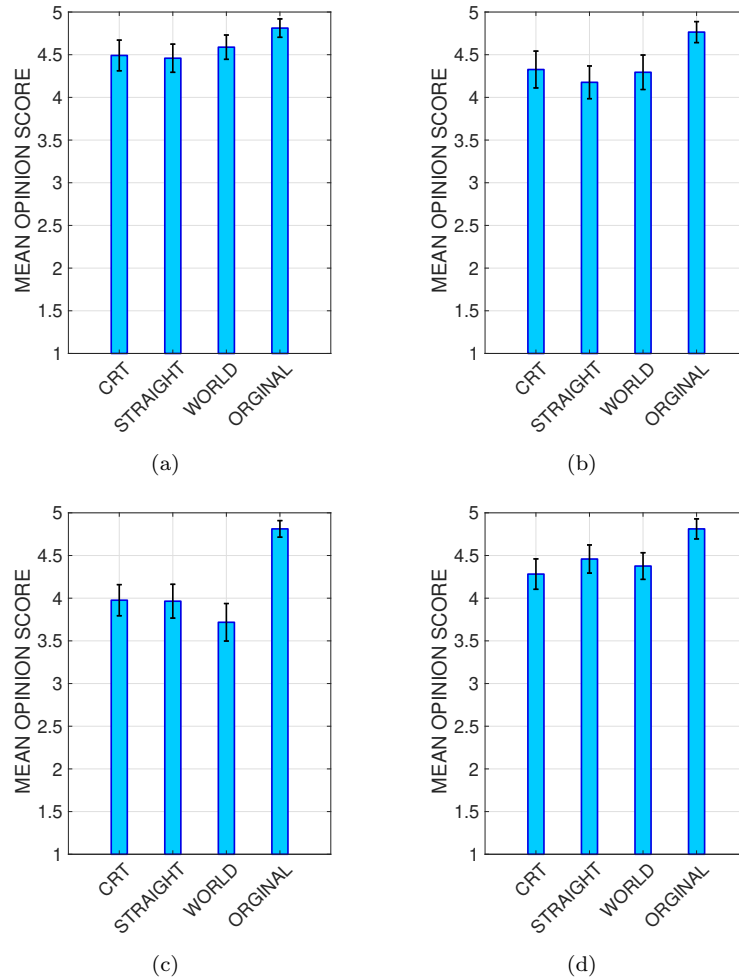 MEAN OPINION SCORE
5
4.5
4
3.5
3
2.5
2
1.5
1
CRT
STRAIGHT
WORLD
ORGINAL
(a)
MEAN OPINION SCORE
5
4.5
4
3.5
3
2.5
2
1.5
1
CRT
STRAIGHT
WORLD
ORGINAL
(b)
MEAN OPINION SCORE
5
4.5
4
3.5
3
2.5
2
1.5
1
CRT
STRAIGHT
WORLD
ORGINAL
(c)
MEAN OPINION SCORE
5
4.5
4
3.5
3
2.5
2
1.5
1
CRT
STRAIGHT
WORLD
ORGINAL
(d)